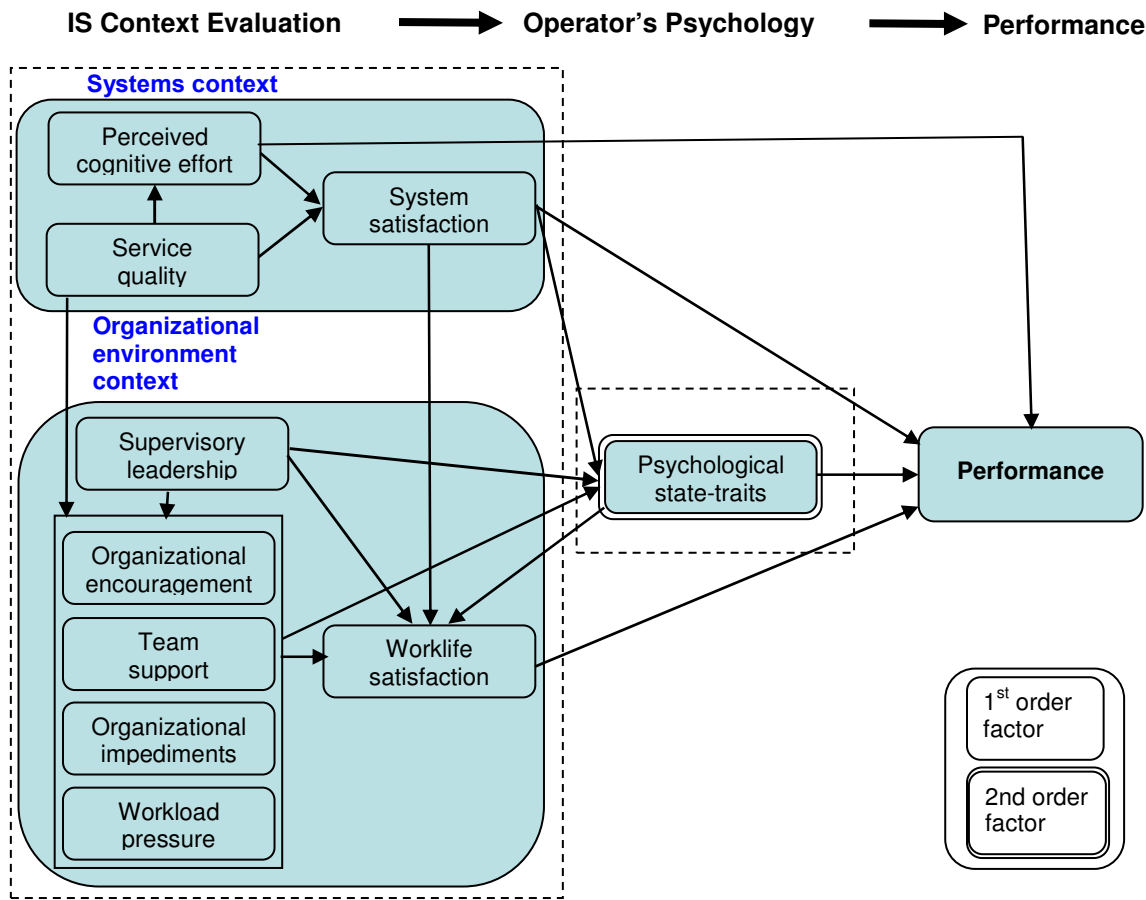 IS Context Evaluation Operator's Psychology Performance
Systems context
Perceived
cognitive effort
System
satisfaction
Service
quality
Organizational
environment
context
Supervisory
leadership
Psychological
state-traits
Performance
Organizational
encouragement
Team
support
Worklife
satisfaction
Organizational
impediments
Workload
pressure
1st order
factor
2nd order
factor